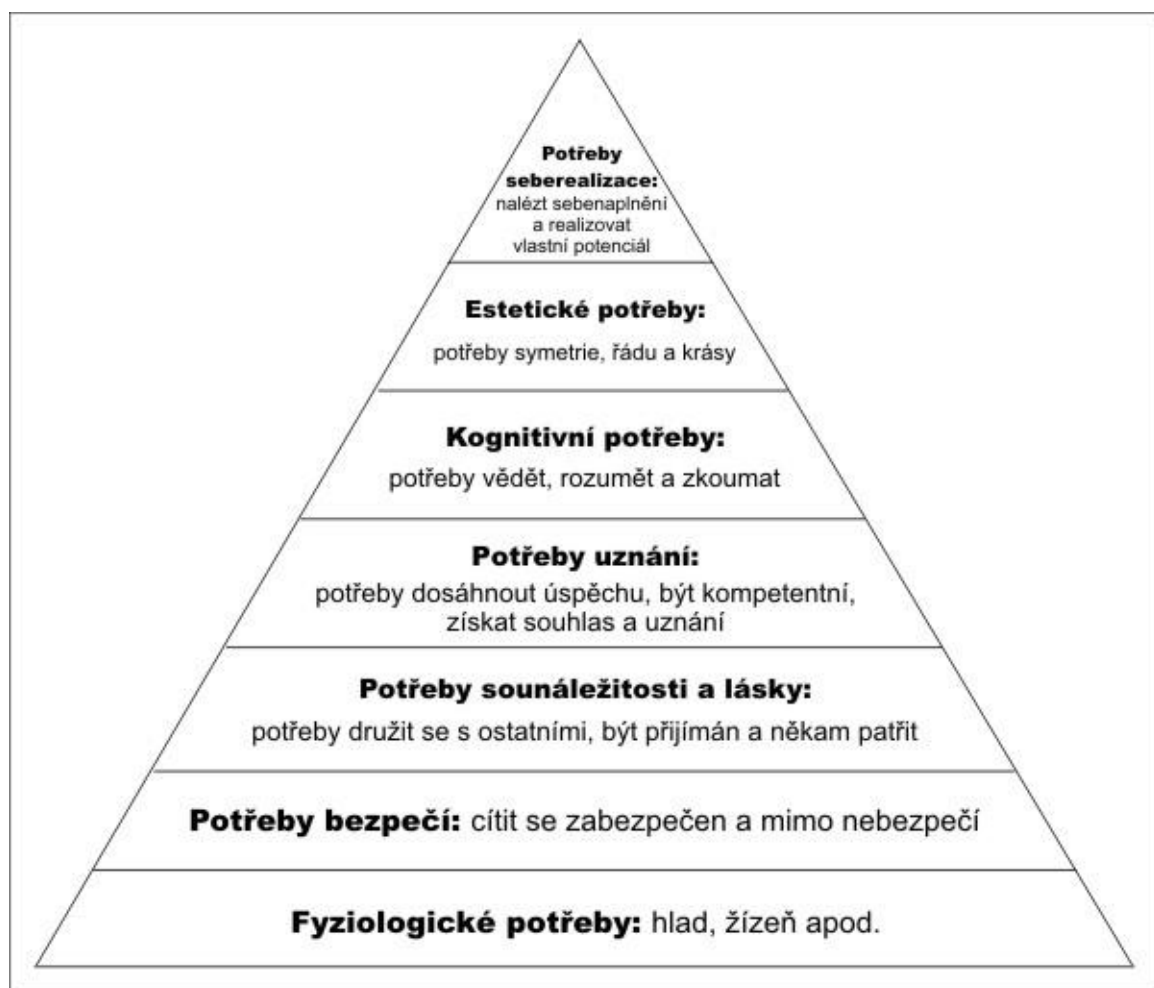 Potřeby
seberealizace:
nalézt sebenaplnění
a realizovat
vlastní potenciál
Estetické potřeby:
potřeby symetrie, řádu a krásy
Kognitivní potřeby:
potřeby vědět, rozumět a zkoumat
Potřeby uznání:
potřeby dosáhnout úspěchu, být kompetentní,
získat souhlas a uznání
Potřeby sounáležitosti a lásky:
potřeby družit se s ostatními, být přijímán a někam patřit
Potřeby bezpečí: cítit se zabezpečen a mimo nebezpečí
Fyziologické potřeby: hlad, žízeň apod.